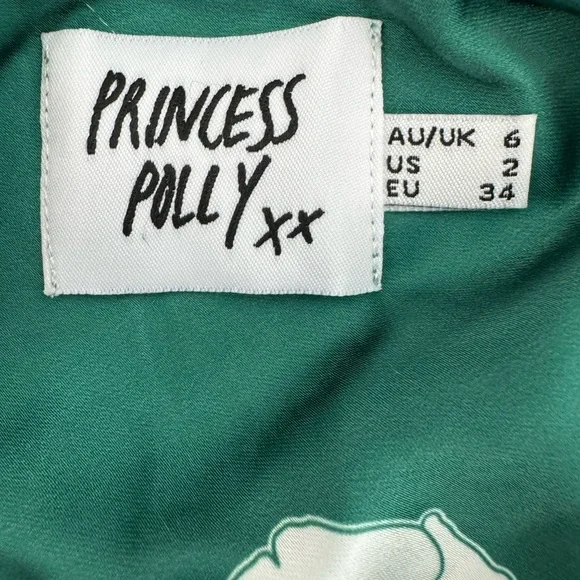 PRINCESS
POLLY xx
AU/UK 6
US 2
EU 34